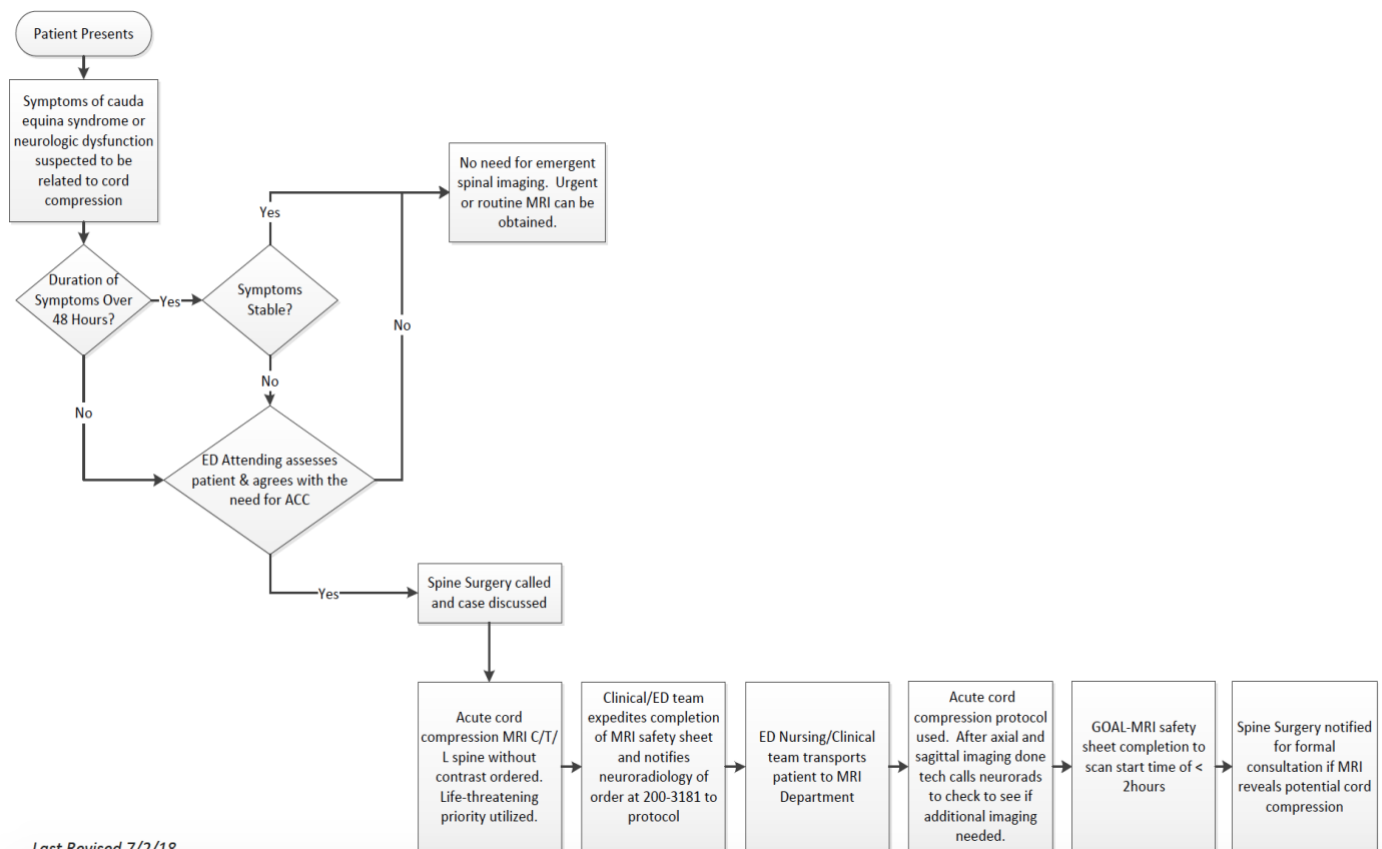 Patient Presents
Symptoms of cauda
equina syndrome or
neurologic dysfunction
suspected to be
related to cord
compression
Duration of
Symptoms Over
48 Hours?
Yes
No
Symptoms
Stable?
Yes
No
No need for emergent
spinal imaging. Urgent
or routine MRI can be
obtained.
No
ED Attending assesses
patient & agrees with the
need for ACC
Yes
Spine Surgery called
and case discussed
Acute cord
compression MRI C/T/
L spine without
contrast ordered.
Life-threatening
priority utilized.
Clinical/ED team
expedites completion
of MRI safety sheet
and notifies
neuroradiology of
order at 200-3181 to
protocol
ED Nursing/Clinical
team transports
patient to MRI
Department
Acute cord
compression protocol
used. After axial and
sagittal imaging done
tech calls neurorads
to check to see if
additional imaging
needed.
GOAL-MRI safety
sheet completion to
scan start time of <
2hours
Spine Surgery notified
for formal
consultation if MRI
reveals potential cord
compression
Last Revised 7/2/18